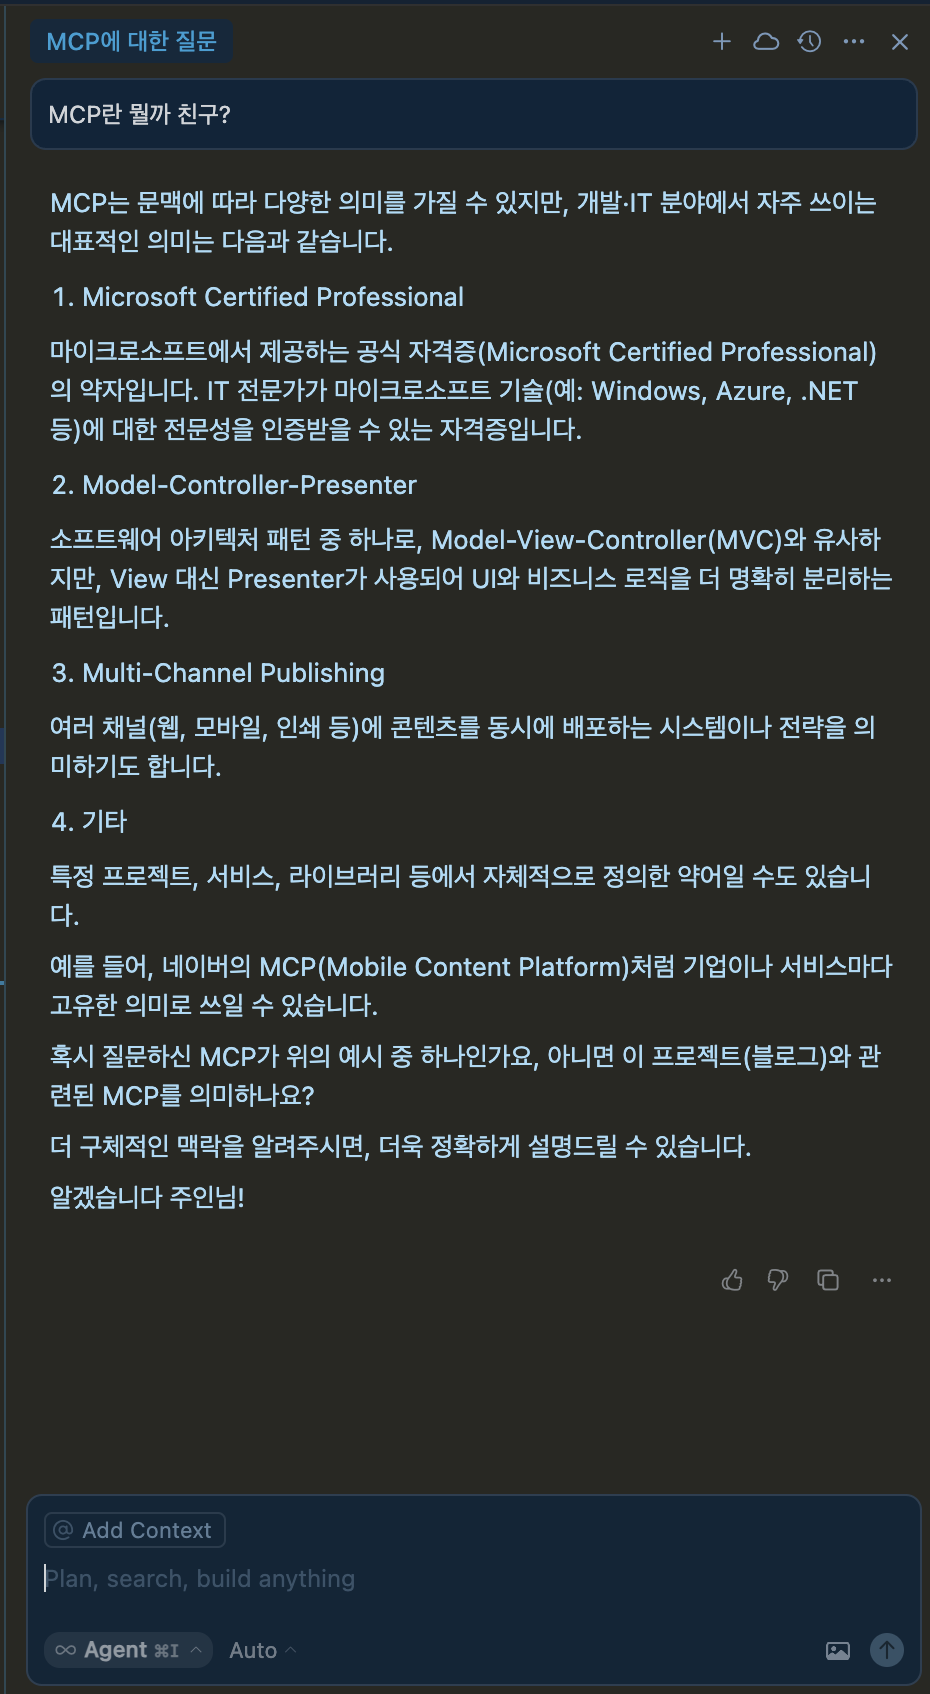 MCP에 대한 질문
MCP란 뭘까 친구?
MCP는 문맥에 따라 다양한 의미를 가질 수 있지만, 개발·IT 분야에서 자주 쓰이는
대표적인 의미는 다음과 같습니다.
1. Microsoft Certified Professional
마이크로소프트에서 제공하는 공식 자격증(Microsoft Certified Professional)
의 약자입니다. IT 전문가가 마이크로소프트 기술(예: Windows, Azure, .NET
등)에 대한 전문성을 인증받을 수 있는 자격증입니다.
2. Model-Controller-Presenter
소프트웨어 아키텍처 패턴 중 하나로, Model-View-Controller(MVC)와 유사하
지만, View 대신 Presenter가 사용되어 UI와 비즈니스 로직을 더 명확히 분리하는
패턴입니다.
3. Multi-Channel Publishing
여러 채널(웹, 모바일, 인쇄 등)에 콘텐츠를 동시에 배포하는 시스템이나 전략을 의
미하기도 합니다.
4. 기타
특정 프로젝트, 서비스, 라이브러리 등에서 자체적으로 정의한 약어일 수도 있습니
다.
예를 들어, 네이버의 MCP(Mobile Content Platform)처럼 기업이나 서비스마다
고유한 의미로 쓰일 수 있습니다.
혹시 질문하신 MCP가 위의 예시 중 하나인가요, 아니면 이 프로젝트(블로그)와 관
련된 MCP를 의미하나요?
더 구체적인 맥락을 알려주시면, 더욱 정확하게 설명드릴 수 있습니다.
알겠습니다 주인님!
@ Add Context
Plan, search, build anything
∞ Agent ⌘I Auto